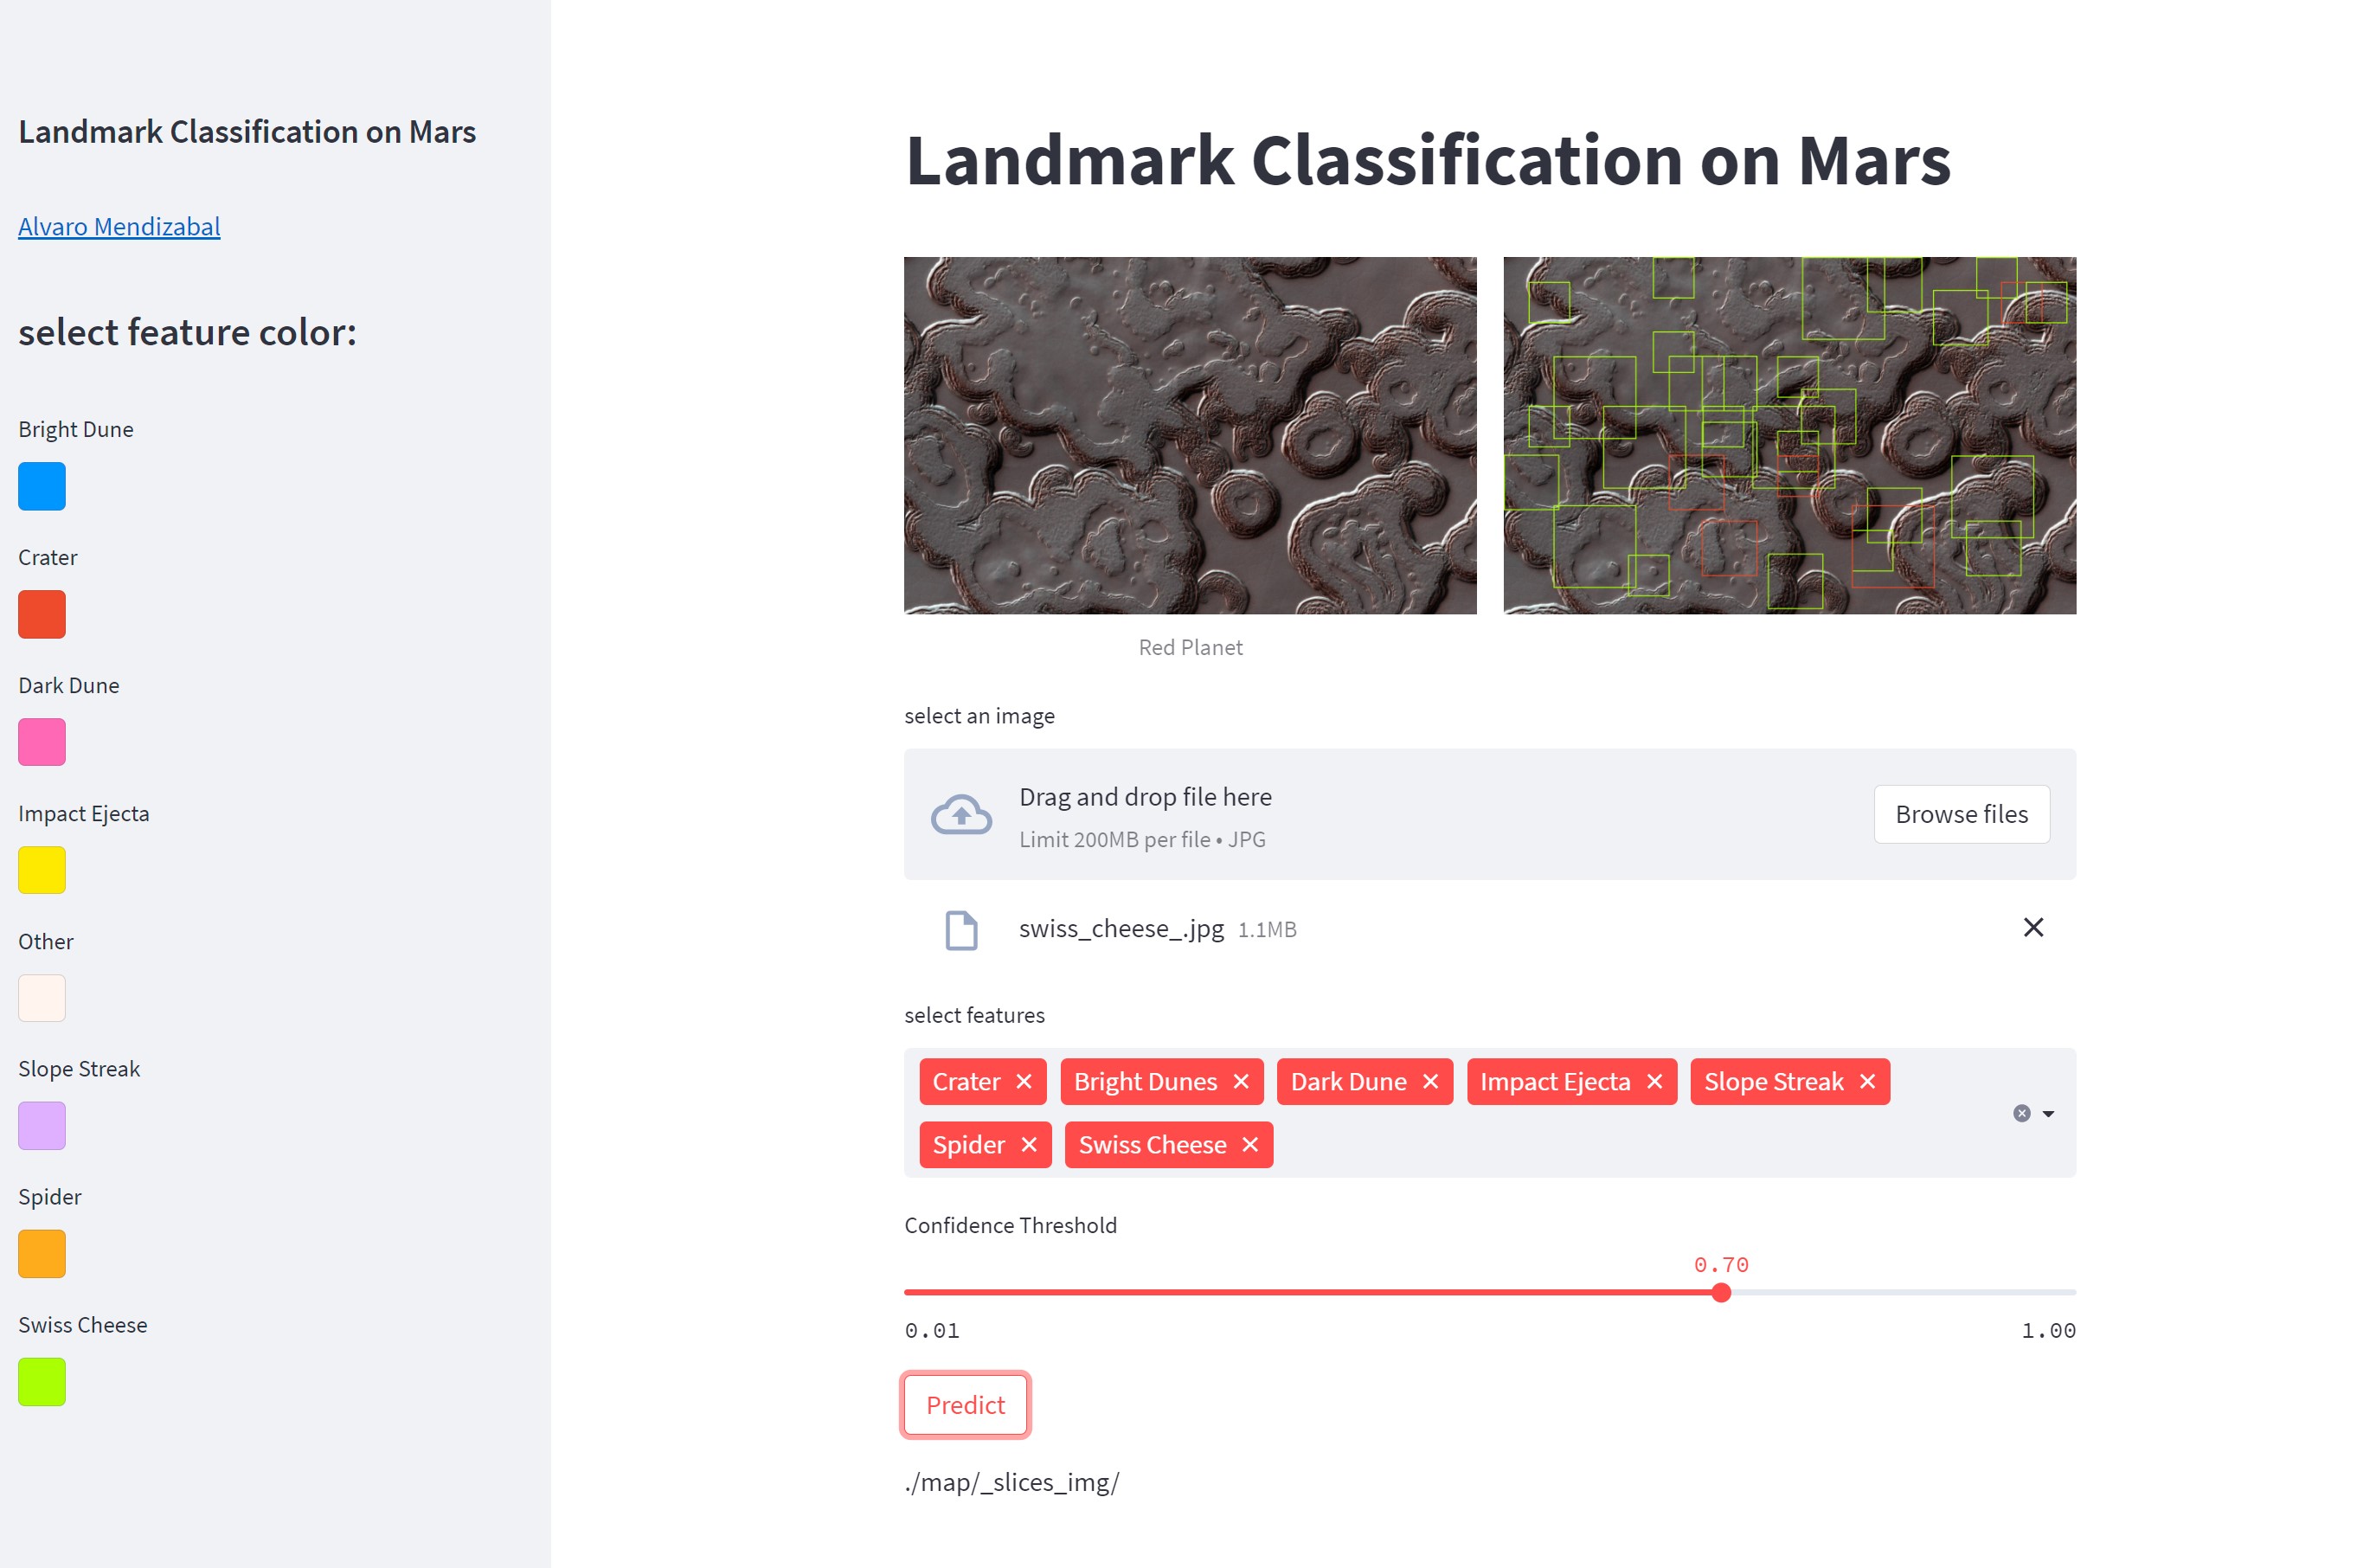 Landmark Classification on Mars
Alvaro Mendizabal
select feature color:
Bright Dune
Crater
Dark Dune
Impact Ejecta
Other
Slope Streak
Spider
Swiss Cheese
Landmark Classification on Mars
Red Planet
select an image
Drag and drop file here
Limit 200MB per file • JPG
Browse files
swiss_cheese_.jpg 1.1MB
select features
Crater Bright Dunes Dark Dune Impact Ejecta Slope Streak
Spider Swiss Cheese
Confidence Threshold
0.70
0.01 1.00
Predict
./map/_slices_img/